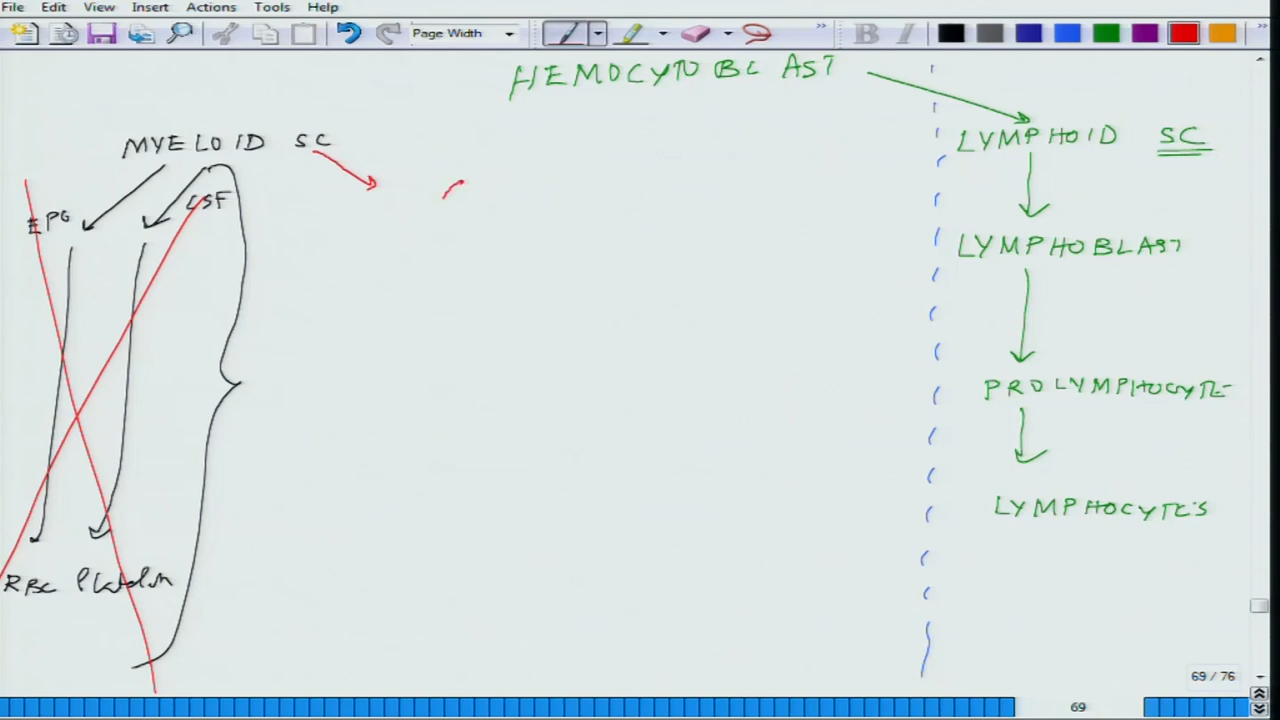 File Edit View Insert Actions Tools Help
Page Width B I
HEMOCYTOBLAST
MYELOID SC
LYMPHOID SC
CSF
EPO
LYMPHOBLAST
PROLYMPHOCYTE
LYMPHOCYTES
RBC
69 / 76
69